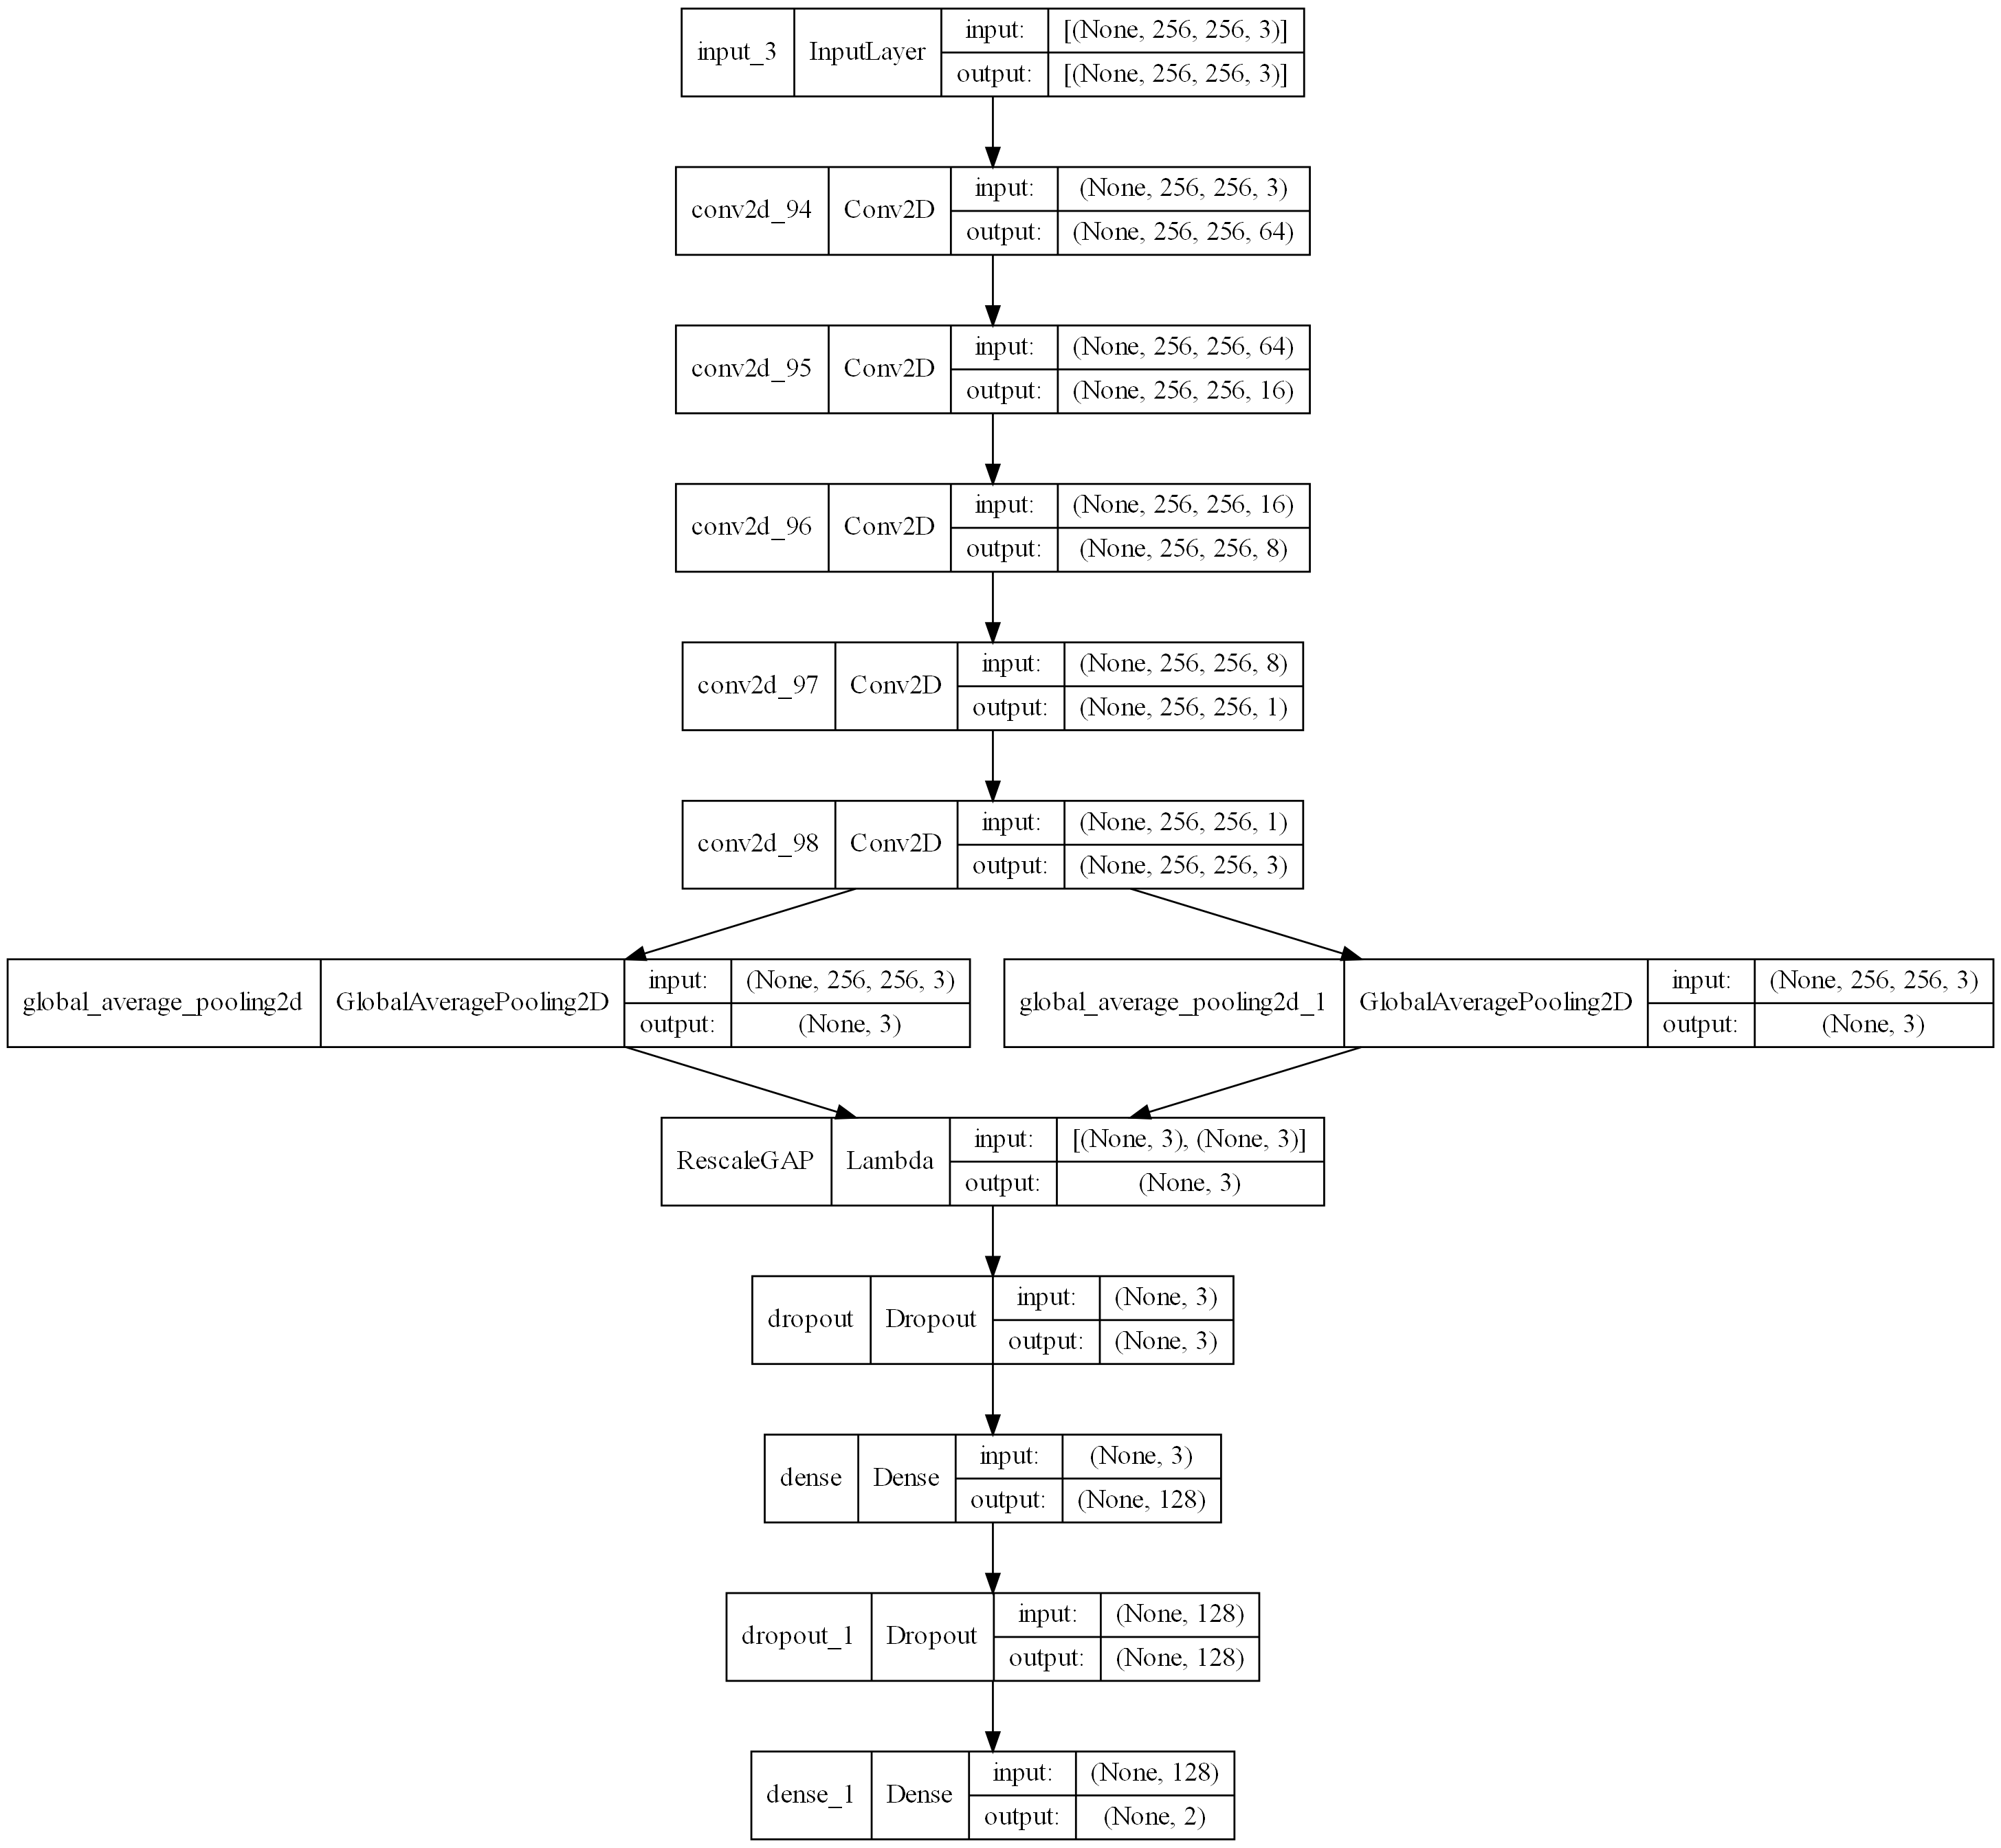 input_3 InputLayer input: [(None, 256, 256, 3)]
output: [(None, 256, 256, 3)]
conv2d_94 Conv2D input: (None, 256, 256, 3)
output: (None, 256, 256, 64)
conv2d_95 Conv2D input: (None, 256, 256, 64)
output: (None, 256, 256, 16)
conv2d_96 Conv2D input: (None, 256, 256, 16)
output: (None, 256, 256, 8)
conv2d_97 Conv2D input: (None, 256, 256, 8)
output: (None, 256, 256, 1)
conv2d_98 Conv2D input: (None, 256, 256, 1)
output: (None, 256, 256, 3)
global_average_pooling2d GlobalAveragePooling2D input: (None, 256, 256, 3)
output: (None, 3)
global_average_pooling2d_1 GlobalAveragePooling2D input: (None, 256, 256, 3)
output: (None, 3)
RescaleGAP Lambda input: [(None, 3), (None, 3)]
output: (None, 3)
dropout Dropout input: (None, 3)
output: (None, 3)
dense Dense input: (None, 3)
output: (None, 128)
dropout_1 Dropout input: (None, 128)
output: (None, 128)
dense_1 Dense input: (None, 128)
output: (None, 2)